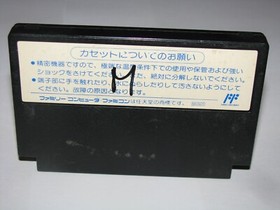 カセットについてのお願い
●精密機器ですので、極端な温度条件下での使用や保管および強い
ショックをさけてください。また、絶対に分解しないでください。
●端子部に手をふれたり、水にぬらしたりして汚さないようにして
ください。故障の原因となります。
ファミリーコンピュータ・ファミコンは任天堂の商標です。
FF